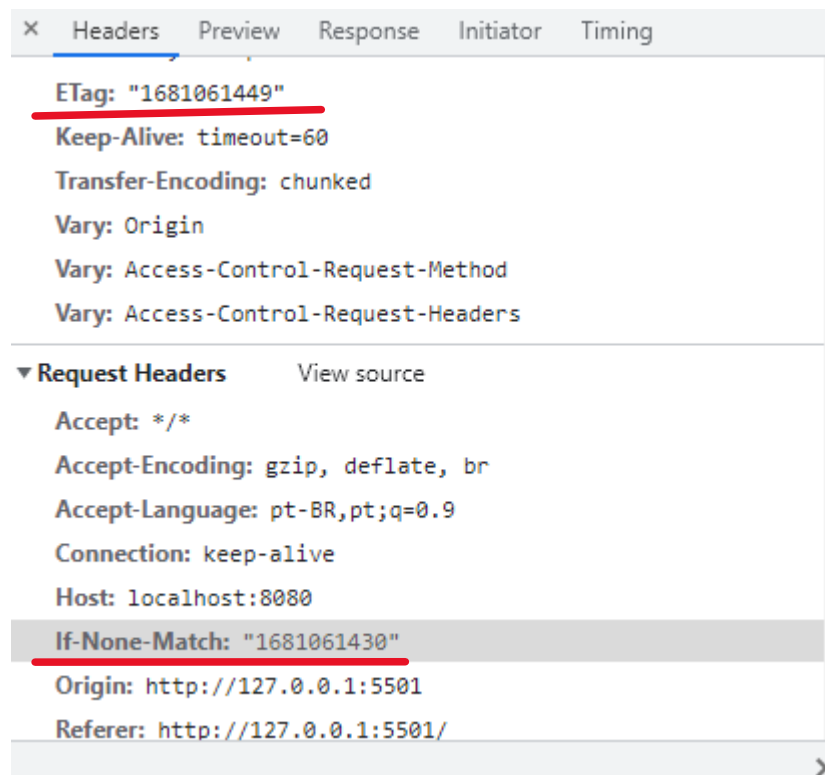 × Headers Preview Response Initiator Timing
ETag: "1681061449"
Keep-Alive: timeout=60
Transfer-Encoding: chunked
Vary: Origin
Vary: Access-Control-Request-Method
Vary: Access-Control-Request-Headers
▼ Request Headers View source
Accept: */*
Accept-Encoding: gzip, deflate, br
Accept-Language: pt-BR,pt;q=0.9
Connection: keep-alive
Host: localhost:8080
If-None-Match: "1681061430"
Origin: http://127.0.0.1:5501
Referer: http://127.0.0.1:5501/